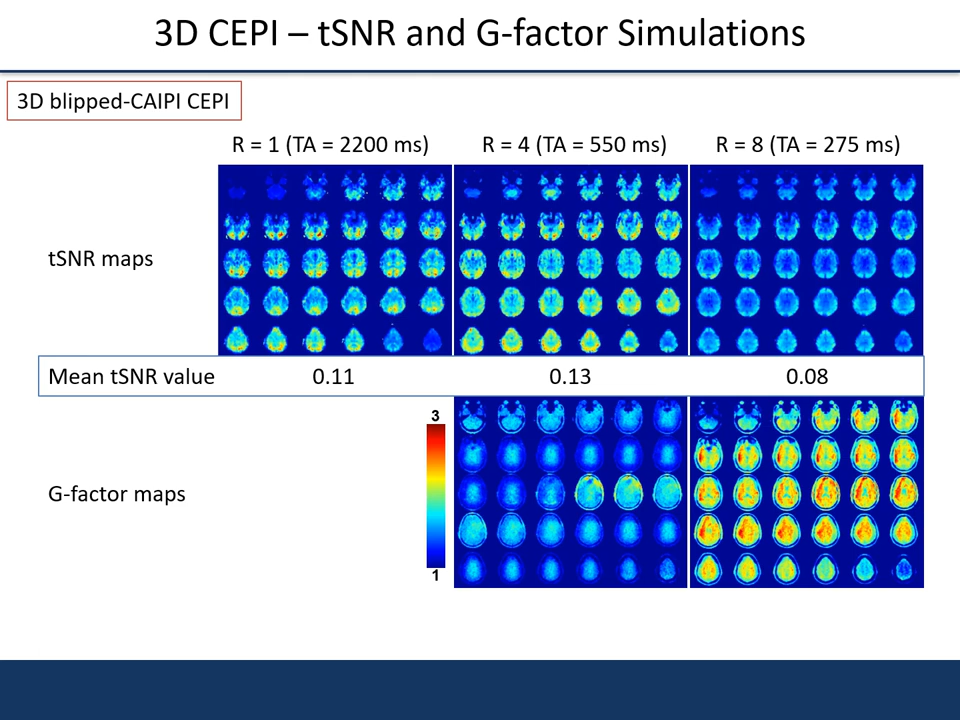 3D CEPI – tSNR and G-factor Simulations
3D blipped-CAIPI CEPI
R = 1 (TA = 2200 ms)
R = 4 (TA = 550 ms)
R = 8 (TA = 275 ms)
tSNR maps
Mean tSNR value
0.11
0.13
0.08
3
G-factor maps
1